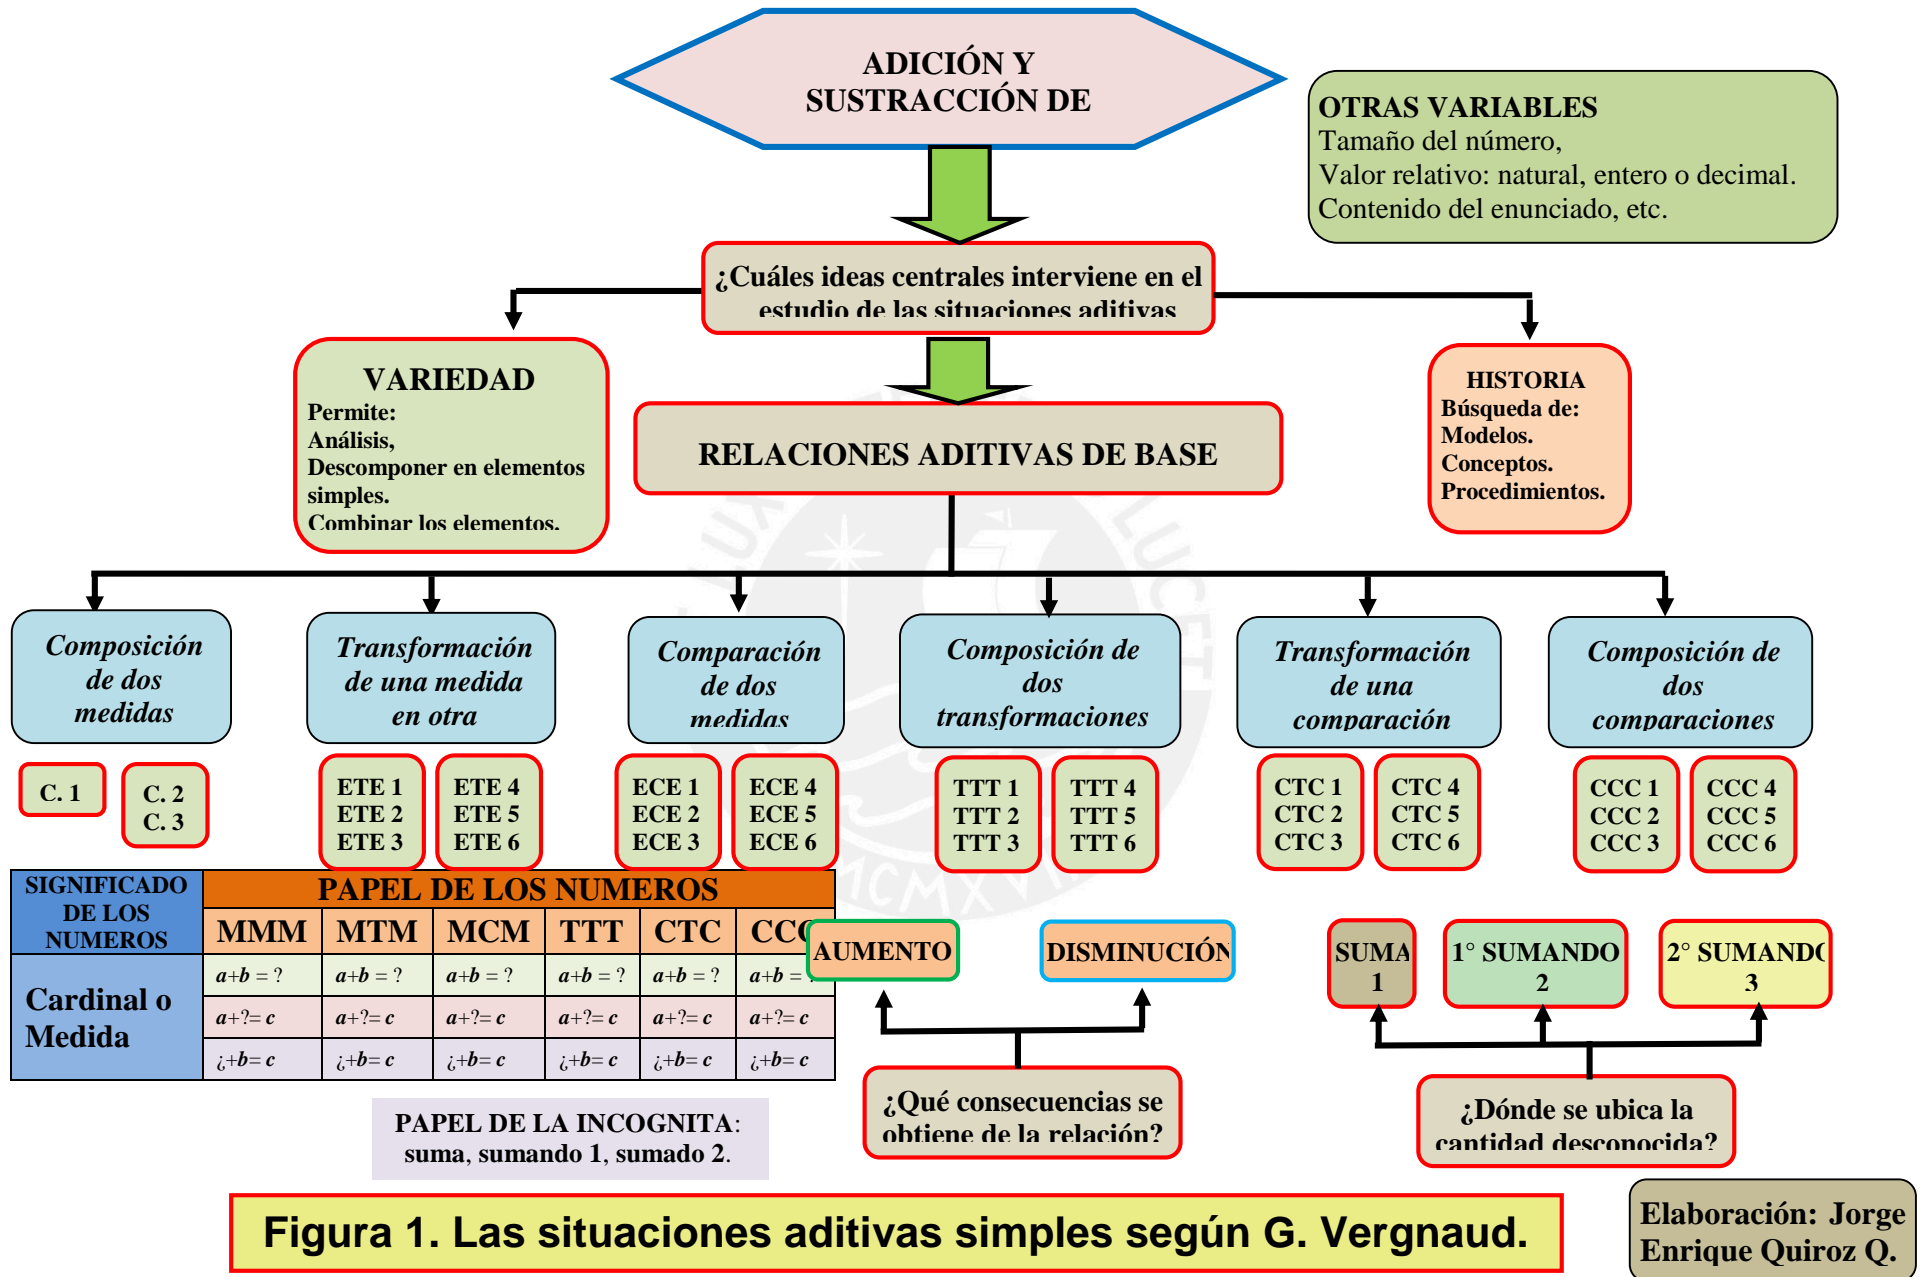 ADICIÓN Y
SUSTRACCIÓN DE
OTRAS VARIABLES
Tamaño del número,
Valor relativo: natural, entero o decimal.
Contenido del enunciado, etc.
¿Cuáles ideas centrales interviene en el
estudio de las situaciones aditivas
VARIEDAD
Permite:
Análisis,
Descomponer en elementos
simples.
Combinar los elementos.
HISTORIA
Búsqueda de:
Modelos.
Conceptos.
Procedimientos.
RELACIONES ADITIVAS DE BASE
Composición
de dos
medidas
Transformación
de una medida
en otra
Comparación
de dos
medidas
Composición de
dos
transformaciones
Transformación
de una
comparación
Composición de
dos
comparaciones
C. 1
C. 2
C. 3
ETE 1
ETE 2
ETE 3
ETE 4
ETE 5
ETE 6
ECE 1
ECE 2
ECE 3
ECE 4
ECE 5
ECE 6
TTT 1
TTT 2
TTT 3
TTT 4
TTT 5
TTT 6
CTC 1
CTC 2
CTC 3
CTC 4
CTC 5
CTC 6
CCC 1
CCC 2
CCC 3
CCC 4
CCC 5
CCC 6
SIGNIFICADO
DE LOS
NUMEROS
PAPEL DE LOS NUMEROS
MMM MTM MCM TTT CTC CCC
Cardinal o
Medida
a+b = ? a+b = ? a+b = ? a+b = ? a+b = ? a+b = ?
a+?= c a+?= c a+?= c a+?= c a+?= c a+?= c
¿+b= c ¿+b= c ¿+b= c ¿+b= c ¿+b= c ¿+b= c
AUMENTO
DISMINUCIÓN
SUMA
1
1° SUMANDO
2
2° SUMANDO
3
¿Qué consecuencias se
obtiene de la relación?
¿Dónde se ubica la
cantidad desconocida?
PAPEL DE LA INCOGNITA:
suma, sumando 1, sumado 2.
Figura 1. Las situaciones aditivas simples según G. Vergnaud.
Elaboración: Jorge
Enrique Quiroz Q.